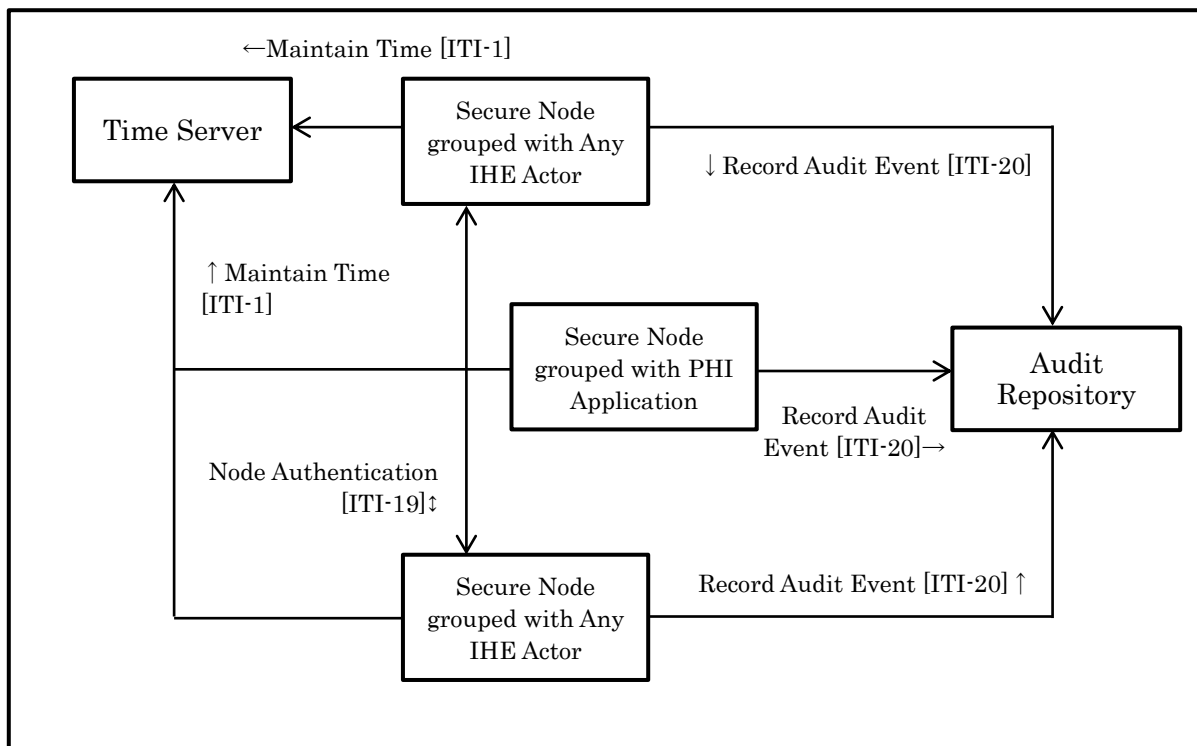 ←Maintain Time [ITI-1]
Time Server
Secure Node
grouped with Any
IHE Actor
↓ Record Audit Event [ITI-20]
↑ Maintain Time
[ITI-1]
Secure Node
grouped with PHI
Application
Audit
Repository
Record Audit
Event [ITI-20]→
Node Authentication
[ITI-19]↕
Secure Node
grouped with Any
IHE Actor
Record Audit Event [ITI-20] ↑